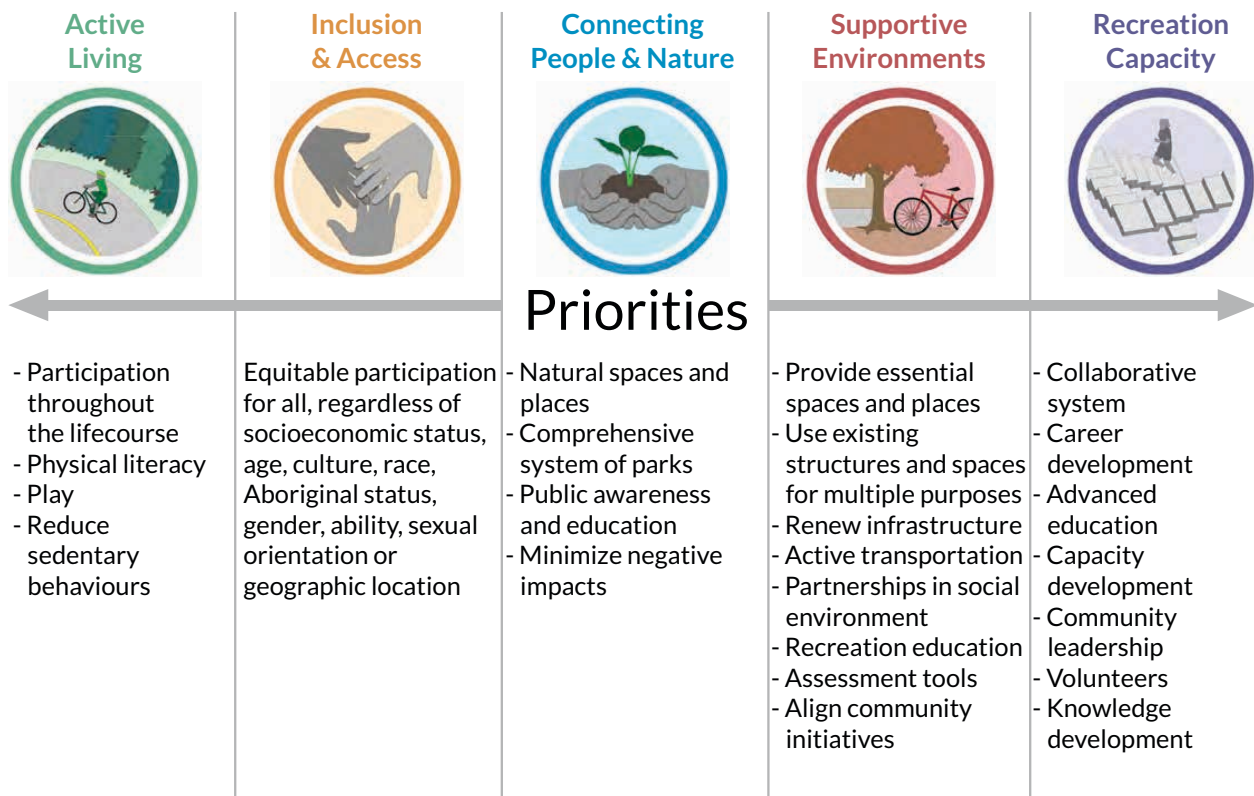 Active
Living
Inclusion
& Access
Connecting
People & Nature
Supportive
Environments
Recreation
Capacity
Priorities
- Participation
throughout
the lifecourse
- Physical literacy
- Play
- Reduce
sedentary
behaviours
Equitable participation
for all, regardless of
socioeconomic status,
age, culture, race,
Aboriginal status,
gender, ability, sexual
orientation or
geographic location
- Natural spaces and
places
- Comprehensive
system of parks
- Public awareness
and education
- Minimize negative
impacts
- Provide essential
spaces and places
- Use existing
structures and spaces
for multiple purposes
- Renew infrastructure
- Active transportation
- Partnerships in social
environment
- Recreation education
- Assessment tools
- Align community
initiatives
- Collaborative
system
- Career
development
- Advanced
education
- Capacity
development
- Community
leadership
- Volunteers
- Knowledge
development